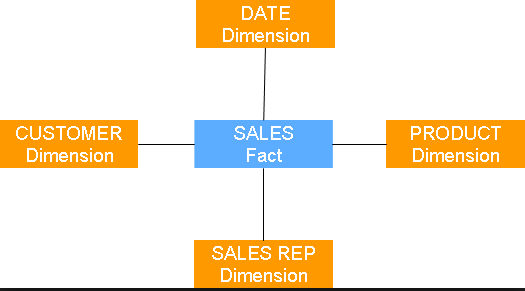 DATE
Dimension
CUSTOMER
Dimension
SALES
Fact
PRODUCT
Dimension
SALES REP
Dimension